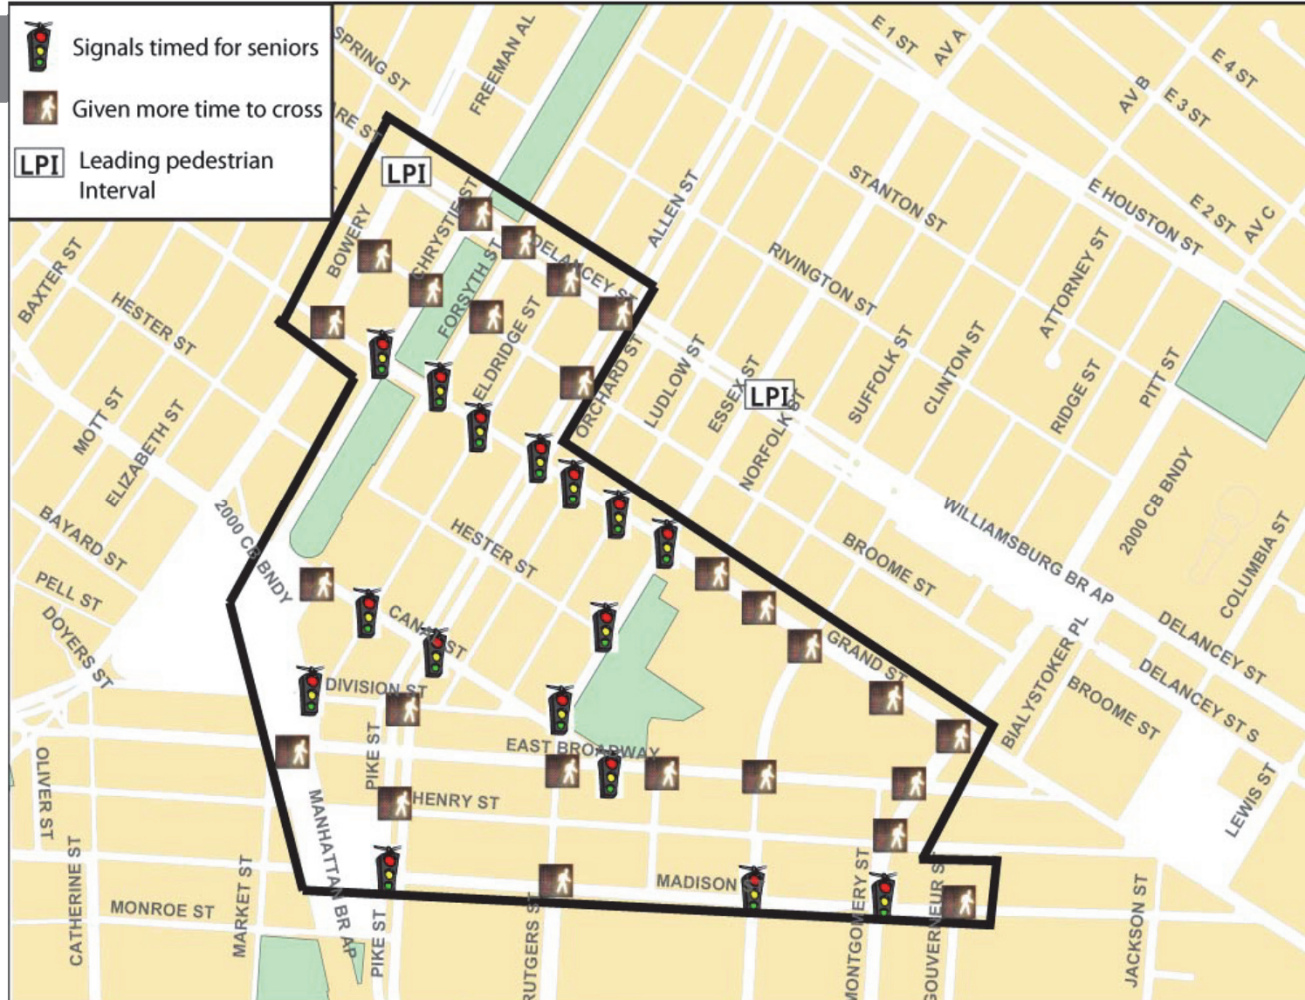 Signals timed for seniors
Given more time to cross
LPI
Leading pedestrian
Interval
SPRING ST
FREEMAN AL
E 1 ST
AV A
E 4 ST
AV B
E 3 ST
RE ST
LPI
ALLEN ST
STANTON ST
E HOUSTON ST
E 2 ST
AV C
CHRYSTIE ST
BOWERY
DELANCEY ST
FORSYTH ST
RIVINGTON ST
ATTORNEY ST
BAXTER ST
HESTER ST
ELDRIDGE ST
ORCHARD ST
LUDLOW ST
ESSEX ST
LPI
NORFOLK ST
SUFFOLK ST
CLINTON ST
RIDGE ST
PITT ST
MOTT ST
ELIZABETH ST
2000 CB BNDY
2000 CB BNDY
WILLIAMSBURG BR AP
COLUMBIA ST
BAYARD ST
HESTER ST
BROOME ST
PELL ST
DOYERS ST
CANAL ST
GRAND ST
BIALYSTOKER PL
DELANCEY ST
DELANCEY ST S
BROOME ST
DIVISION ST
PIKE ST
EAST BROADWAY
OLIVER ST
HENRY ST
MANHATTAN BR AP
LEWIS ST
CATHERINE ST
MARKET ST
MONROE ST
PIKE ST
MADISON
RUTGERS ST
MONTGOMERY ST
GOUVERNEUR ST
JACKSON ST